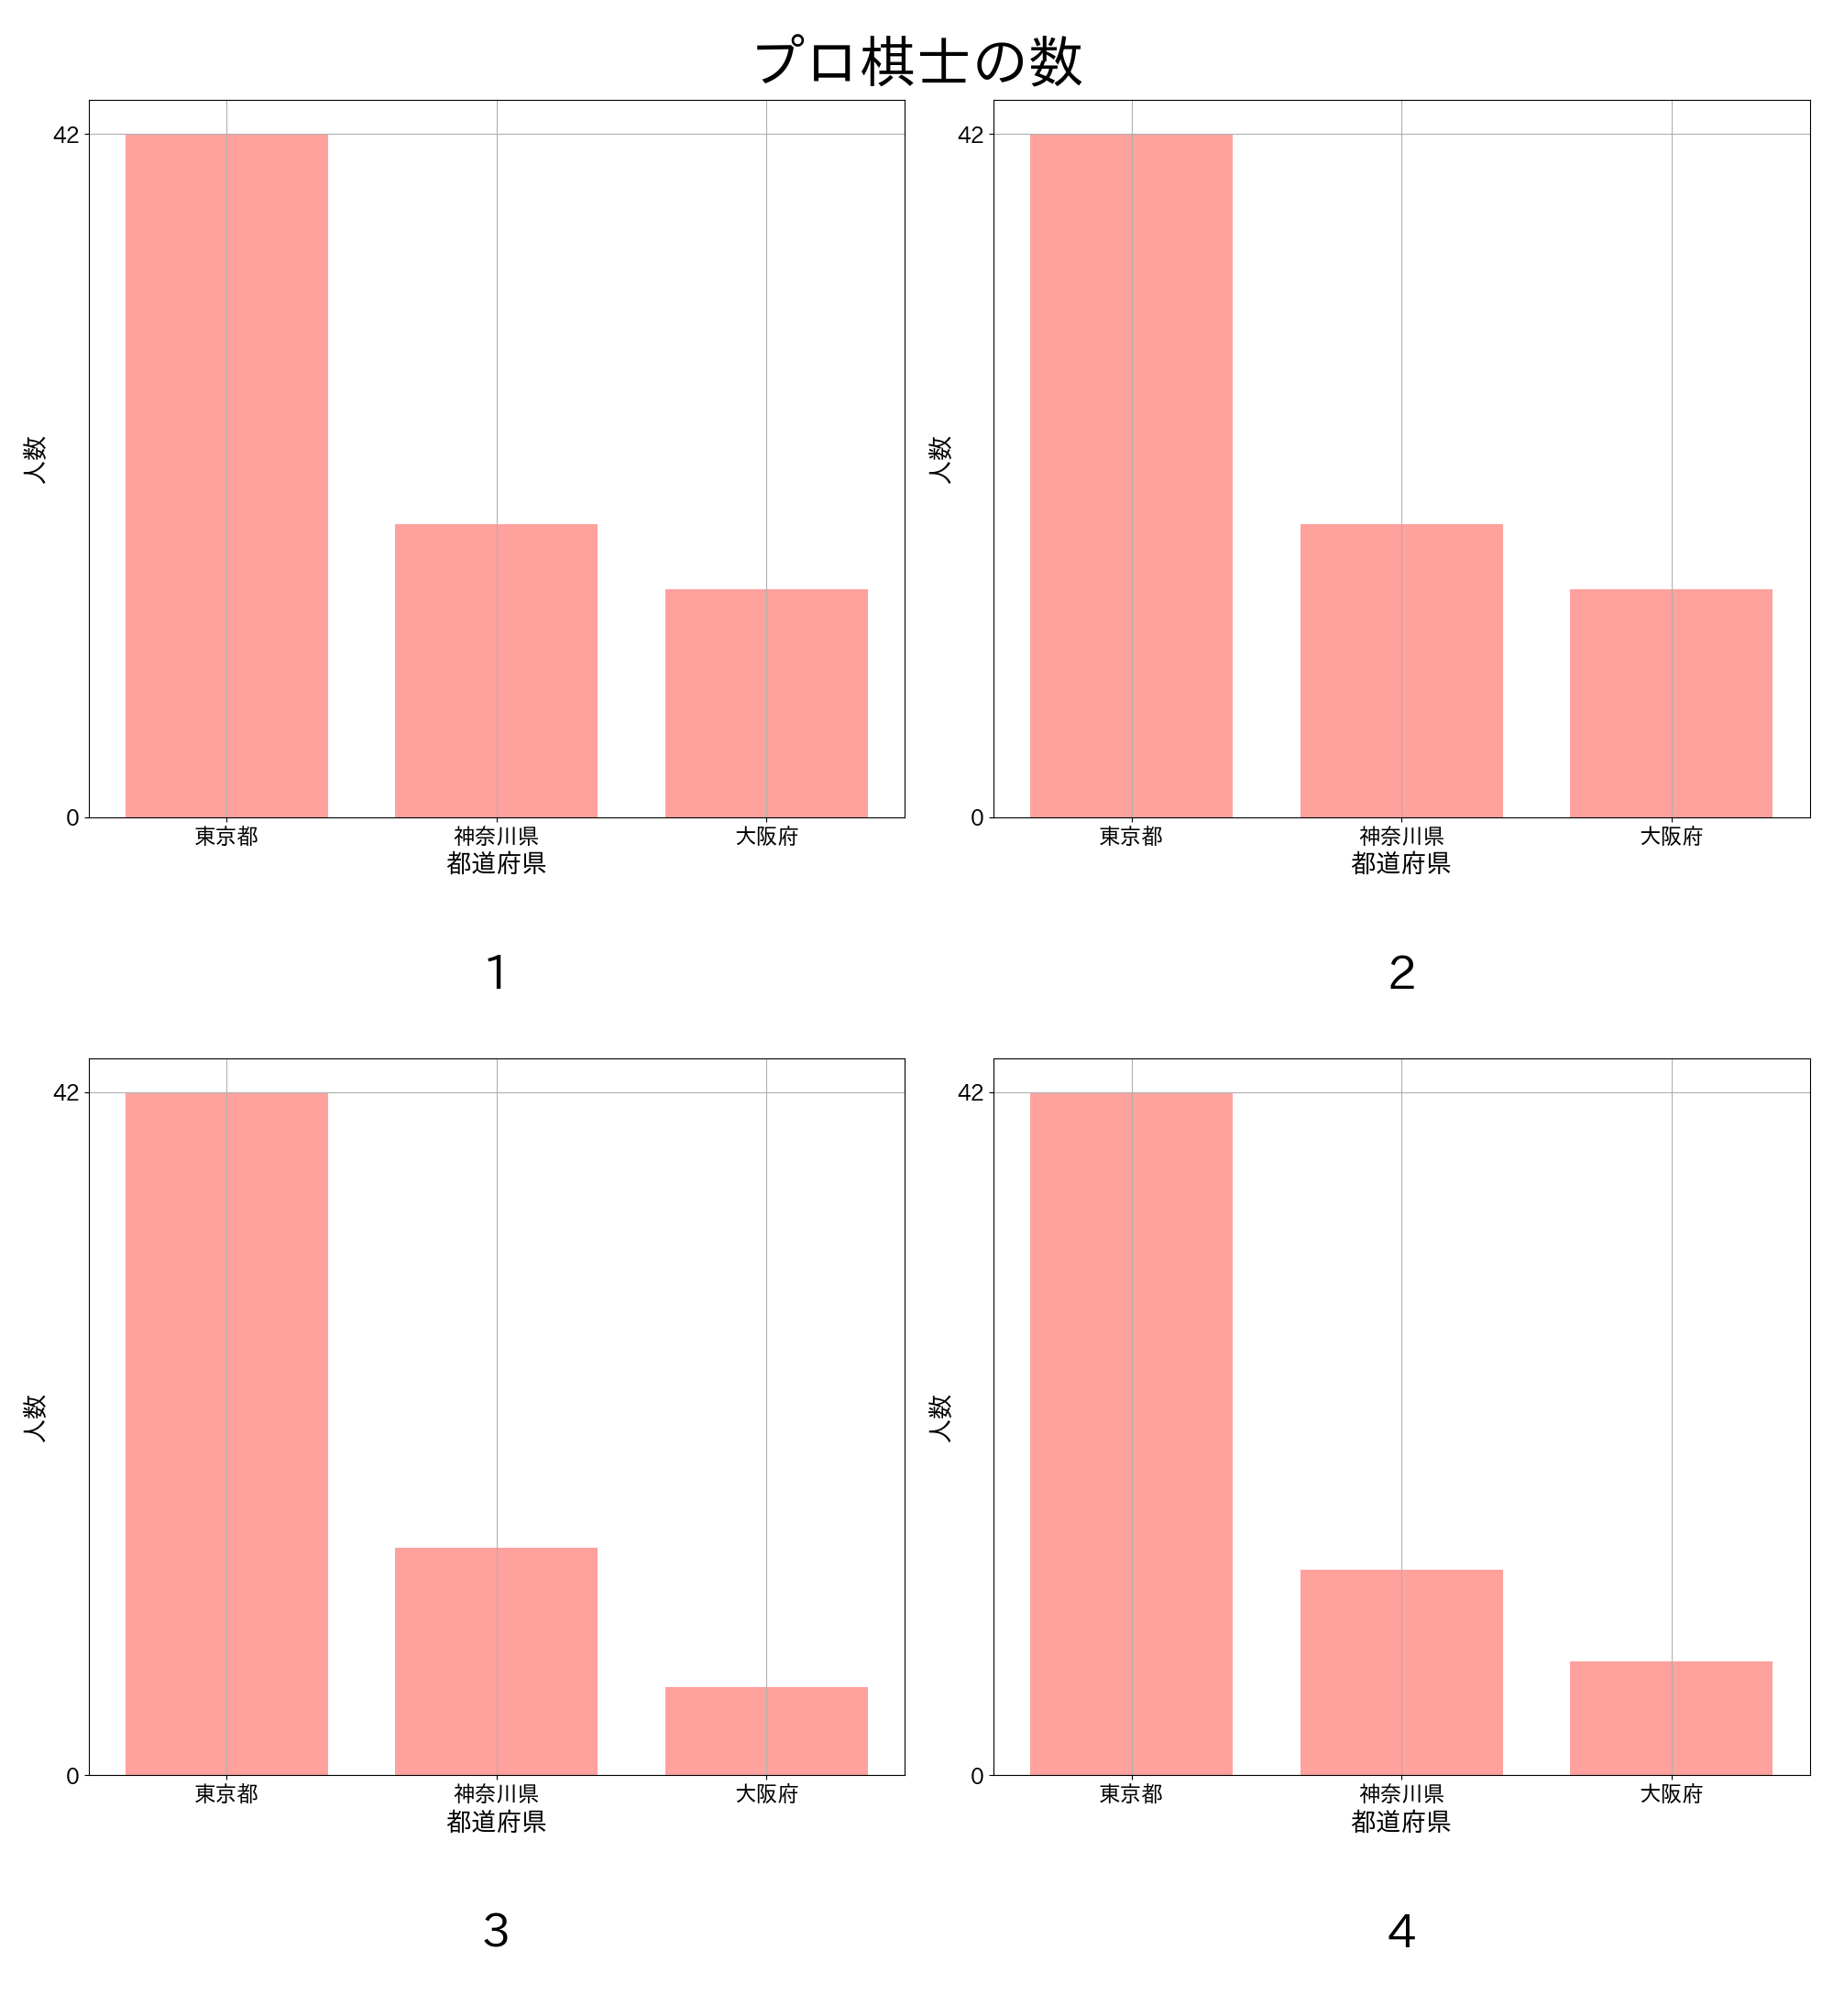 プロ棋士の数
42
0
人数
東京都 神奈川県 大阪府
都道府県
1
42
0
人数
東京都 神奈川県 大阪府
都道府県
2
42
0
人数
東京都 神奈川県 大阪府
都道府県
3
42
0
人数
東京都 神奈川県 大阪府
都道府県
4